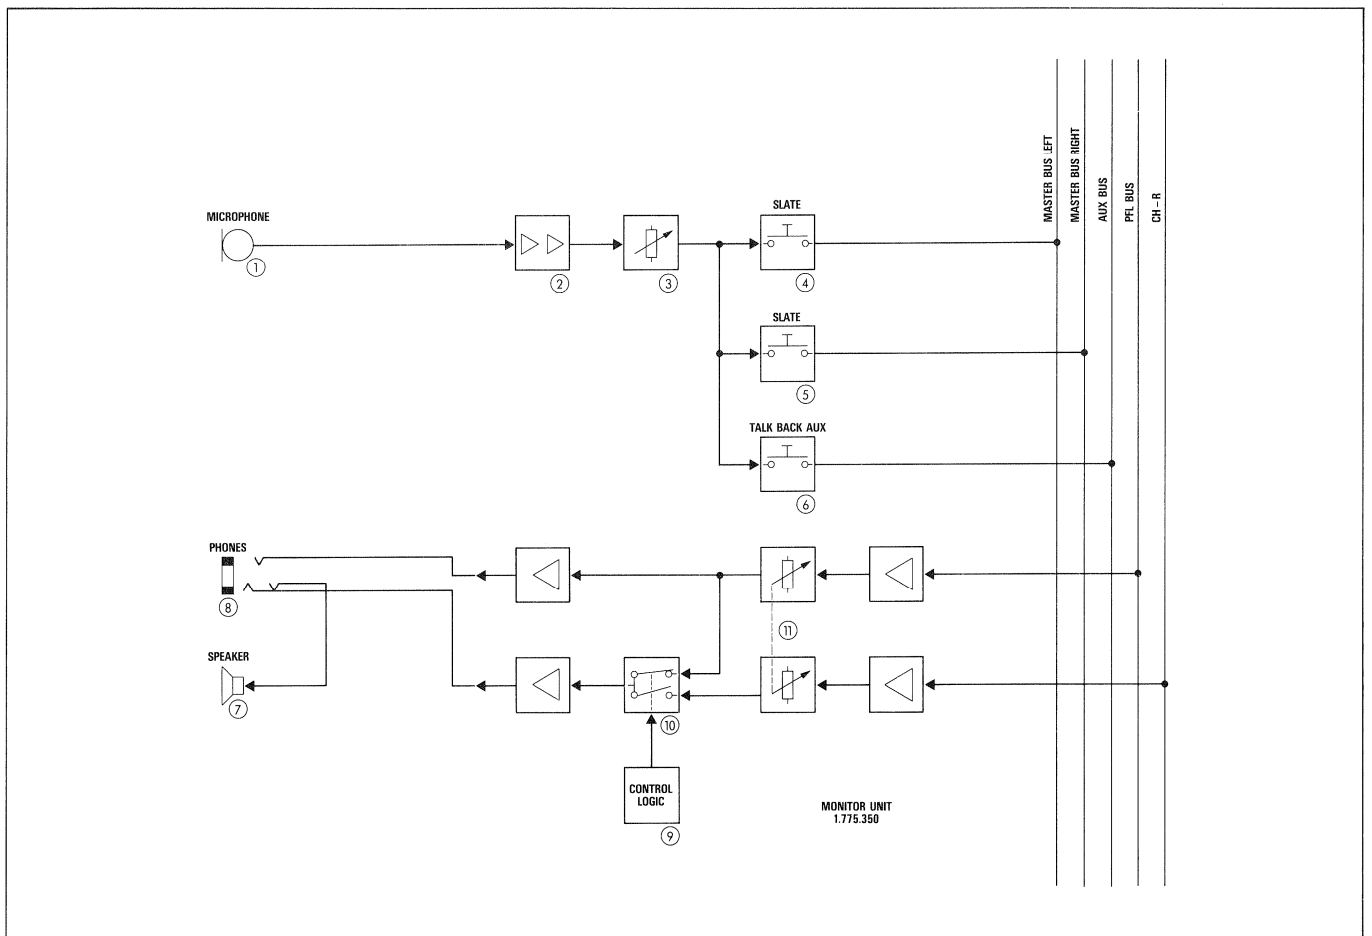 MASTER BUS LEFT
MASTER BUS RIGHT
AUX BUS
PFL BUS
CH – R
MICROPHONE
1
2
3
SLATE
4
SLATE
5
TALK BACK AUX
6
PHONES
8
SPEAKER
7
11
10
CONTROL
LOGIC
9
MONITOR UNIT
1.775.350